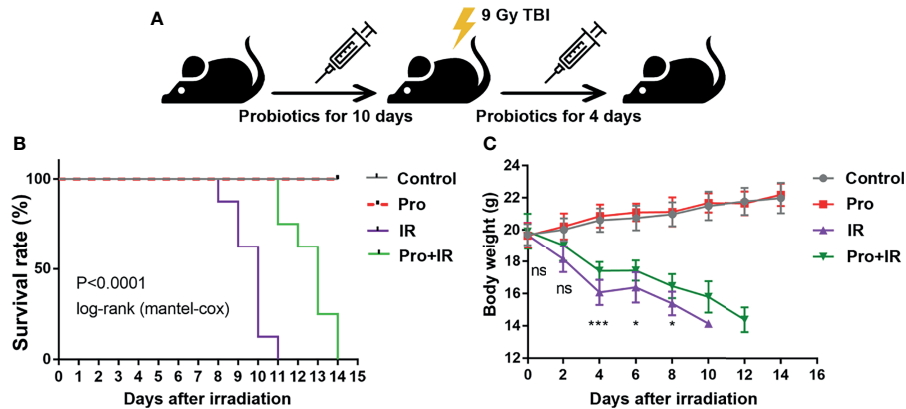 A
9 Gy TBI
Probiotics for 10 days
Probiotics for 4 days
B
Survival rate (%)
100
50
0
P<0.0001
log-rank (mantel-cox)
0 1 2 3 4 5 6 7 8 9 10 11 12 13 14 15
Days after irradiation
Control
Pro
IR
Pro+IR
C
Body weight (g)
24
22
20
18
16
14
12
ns
ns
***
*
*
0 2 4 6 8 10 12 14 16
Days after irradiation
Control
Pro
IR
Pro+IR